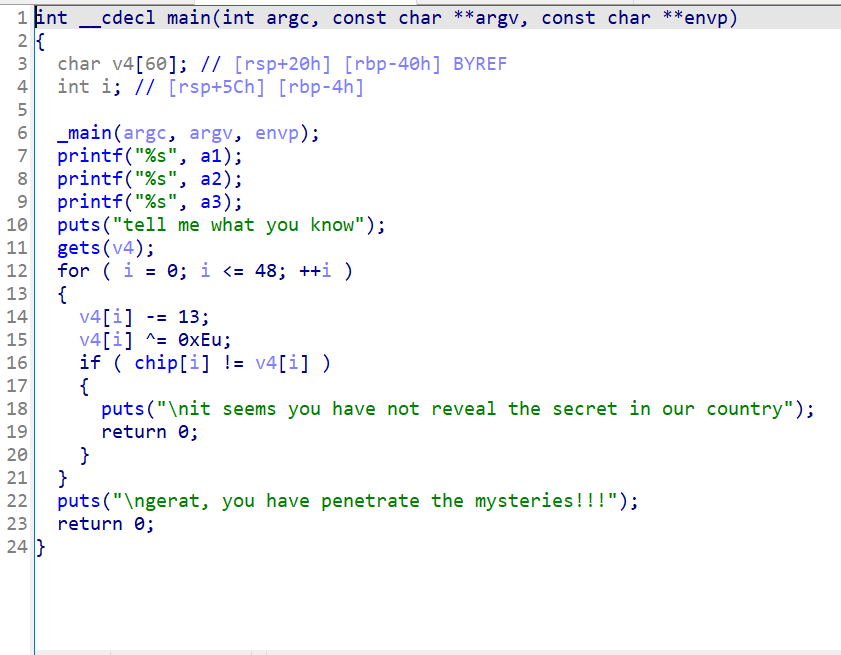 1 int __cdecl main(int argc, const char **argv, const char **envp)
2 {
3   char v4[60]; // [rsp+20h] [rbp-40h] BYREF
4   int i; // [rsp+5Ch] [rbp-4h]
5
6   _main(argc, argv, envp);
7   printf("%s", a1);
8   printf("%s", a2);
9   printf("%s", a3);
10   puts("tell me what you know");
11   gets(v4);
12   for ( i = 0; i <= 48; ++i )
13   {
14     v4[i] -= 13;
15     v4[i] ^= 0xEu;
16     if ( chip[i] != v4[i] )
17     {
18       puts("\nit seems you have not reveal the secret in our country");
19       return 0;
20     }
21   }
22   puts("\ngerat, you have penetrate the mysteries!!!");
23   return 0;
24 }